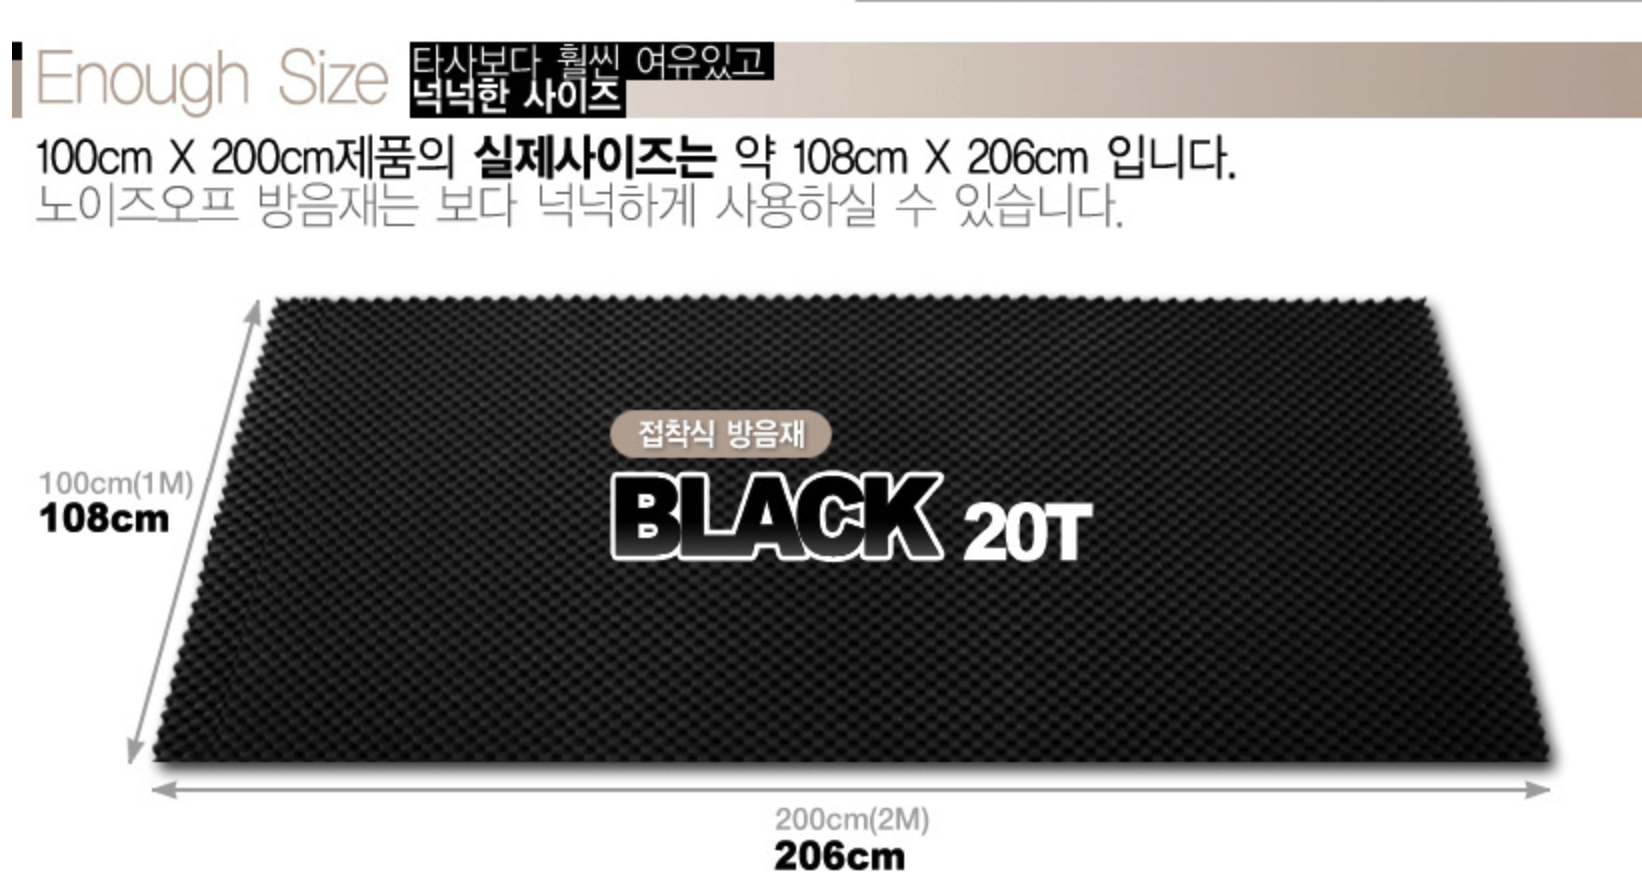 Enough Size
타사보다 훨씬 여유있고
넉넉한 사이즈
100cm X 200cm제품의 실제사이즈는 약 108cm X 206cm 입니다.
노이즈오프 방음재는 보다 넉넉하게 사용하실 수 있습니다.
접착식 방음재
BLACK 20T
100cm(1M)
108cm
200cm(2M)
206cm